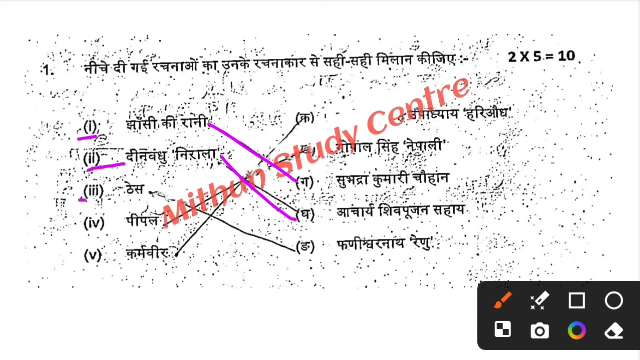 1. नीचे दी गई रचनाओं का उनके रचनाकार से सही-सही मिलान कीजिए :- 2 X 5 = 10
(i) झाँसी की रानी (क) उपाध्याय 'हरिऔध'
(ii) दीनबंधु 'निराला' (ख) गोपाल सिंह 'नेपाली'
(iii) ठेस (ग) सुभद्रा कुमारी चौहान
(iv) पीपल (घ) आचार्य शिवपूजन सहाय
(v) कर्मवीर (ङ) फणीश्वरनाथ 'रेणु'
Mithun Study Centre